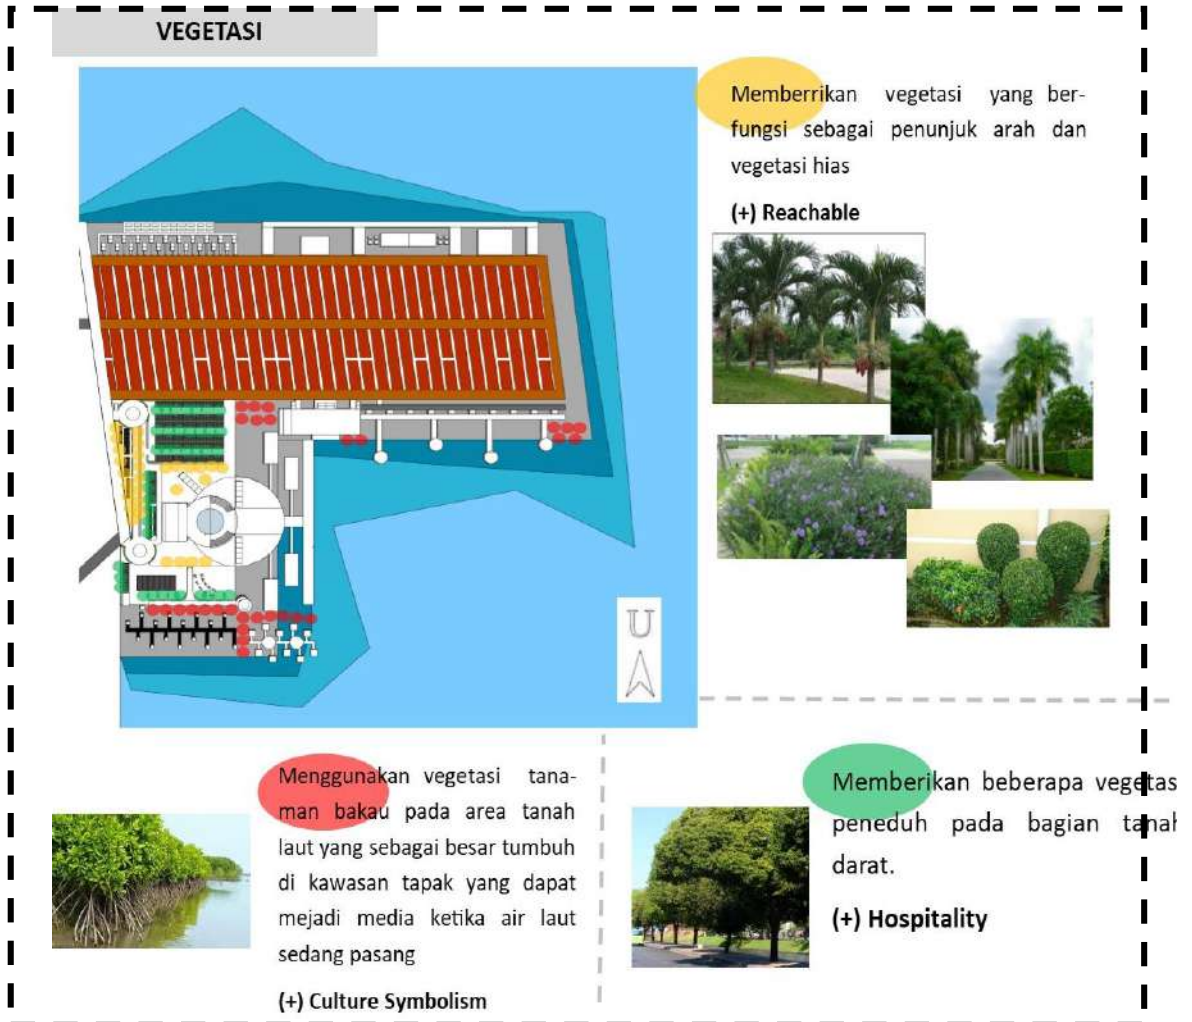 VEGETASI
Memberrikan vegetasi yang ber-
fungsi sebagai penunjuk arah dan
vegetasi hias
(+) Reachable
U
Menggunakan vegetasi tana-
man bakau pada area tanah
laut yang sebagai besar tumbuh
di kawasan tapak yang dapat
mejadi media ketika air laut
sedang pasang
(+) Culture Symbolism
Memberikan beberapa vegetas
peneduh pada bagian tanah
darat.
(+) Hospitality